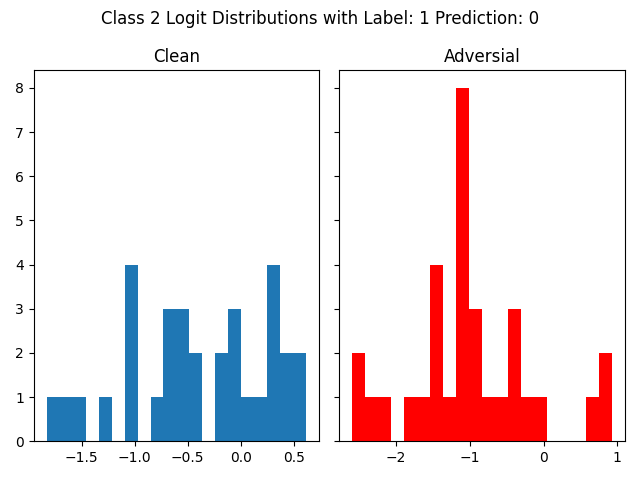 Class 2 Logit Distributions with Label: 1 Prediction: 0
Clean
Adversial
8
7
6
5
4
3
2
1
0
−1.5 −1.0 −0.5 0.0 0.5
−2 −1 0 1